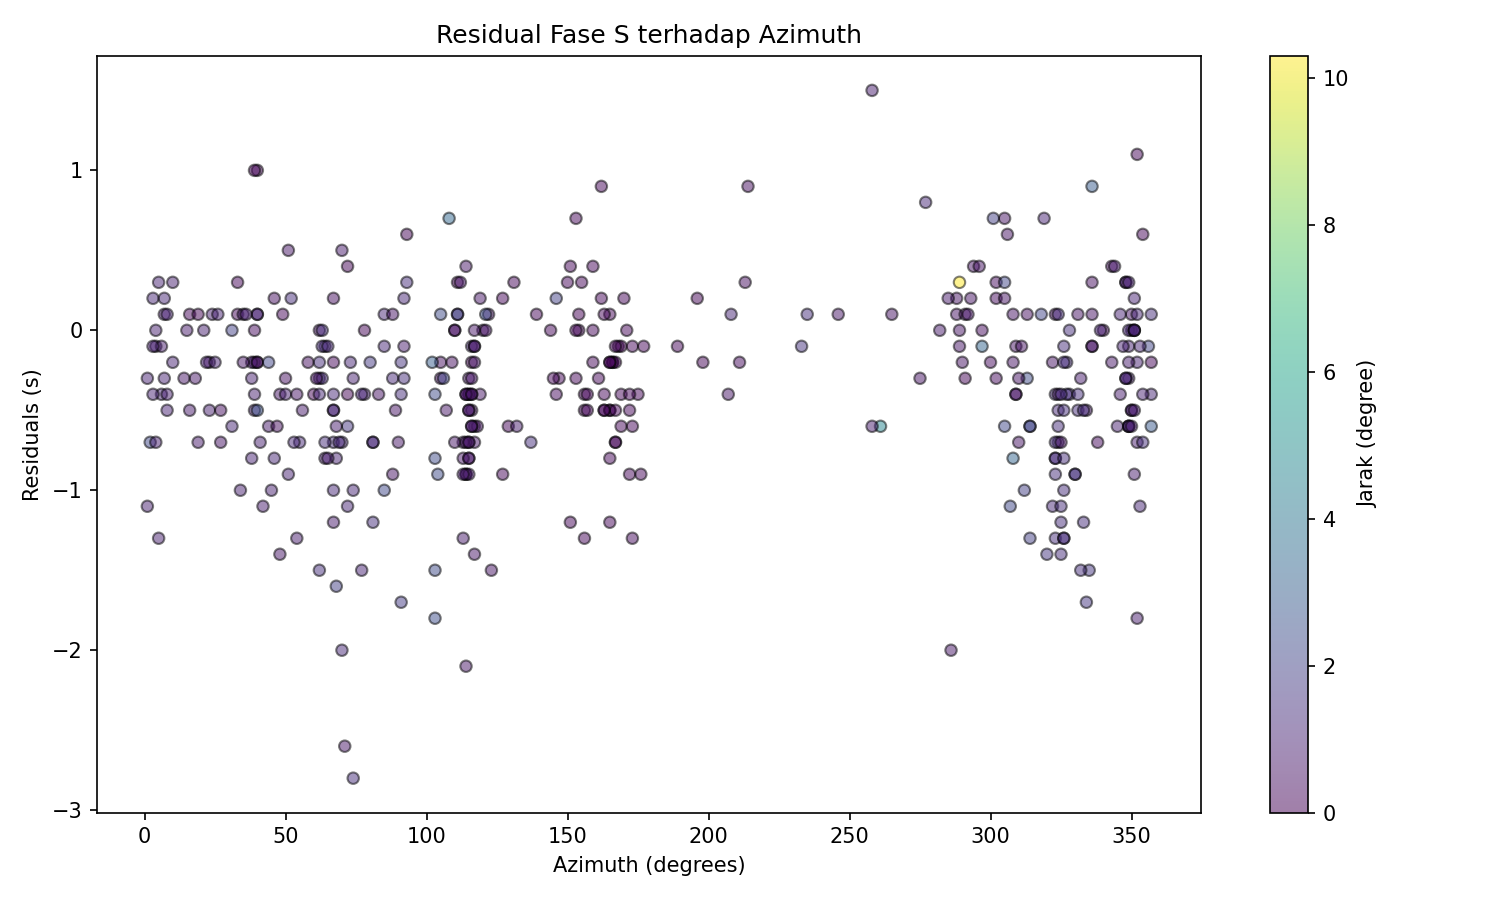 Residual Fase S terhadap Azimuth
Residuals (s)
1
0
−1
−2
−3
0 50 100 150 200 250 300 350
Azimuth (degrees)
10
8
6
4
2
0
Jarak (degree)